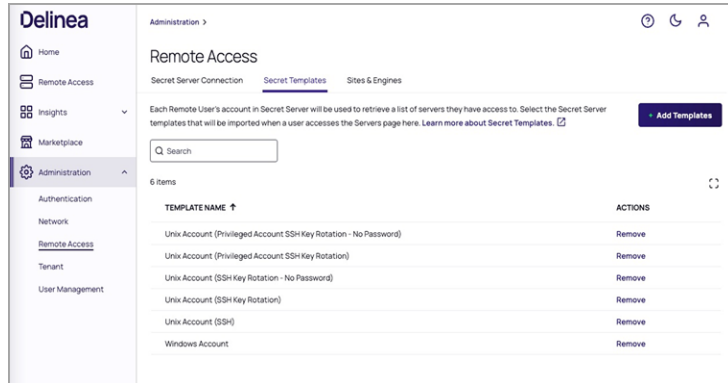 Delinea
Home
Remote Access
Insights
Marketplace
Administration
Authentication
Network
Remote Access
Tenant
User Management
Administration >
Remote Access
Secret Server Connection Secret Templates Sites & Engines
Each Remote User's account in Secret Server will be used to retrieve a list of servers they have access to. Select the Secret Server
templates that will be imported when a user accesses the Servers page here. Learn more about Secret Templates.
+ Add Templates
Search
6 items
TEMPLATE NAME ↑ ACTIONS
Unix Account (Privileged Account SSH Key Rotation - No Password) Remove
Unix Account (Privileged Account SSH Key Rotation) Remove
Unix Account (SSH Key Rotation - No Password) Remove
Unix Account (SSH Key Rotation) Remove
Unix Account (SSH) Remove
Windows Account Remove